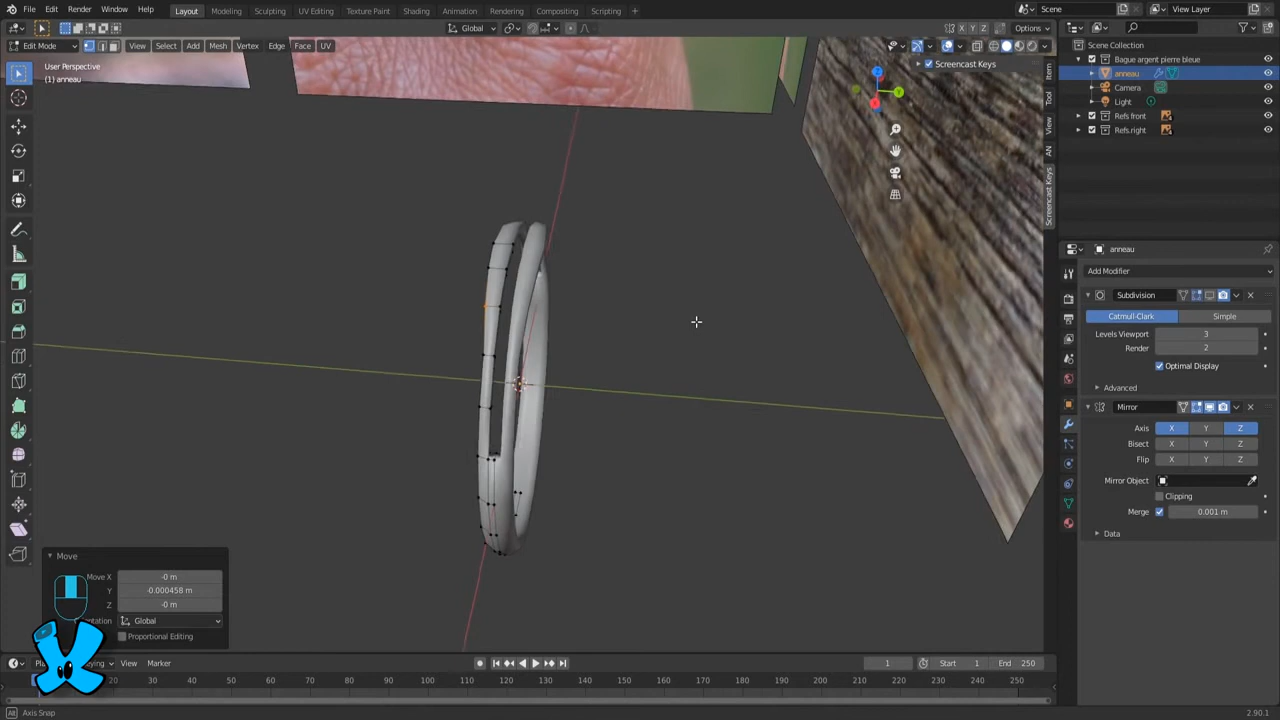 File Edit Render Window Help
Layout Modeling Sculpting UV Editing Texture Paint Shading Animation Rendering Compositing Scripting +
Scene
View Layer
Global
Options
Edit Mode View Select Add Mesh Vertex Edge Face UV
User Perspective
(1) anneau
Screencast Keys
Item
Tool
View
AN
Screencast Keys
Scene Collection
Bague argent pierre bleue
anneau
Camera
Light
Refs front
Refs.right
anneau
Add Modifier
Subdivision
Catmull-Clark Simple
Levels Viewport 3
Render 2
Optimal Display
Advanced
Mirror
Axis X Y Z
Bisect X Y Z
Flip X Y Z
Mirror Object
Clipping
Merge 0.001 m
Data
Move
Move X -0 m
Y -0.000458 m
Z -0 m
Global
Proportional Editing
View Marker
1 Start 1 End 250
20 30 40 50 60 70 80 90 100 110 120 130 140 150 160 170 180 190 200 210 220 230 240 250
Axis Snap
2.90.1